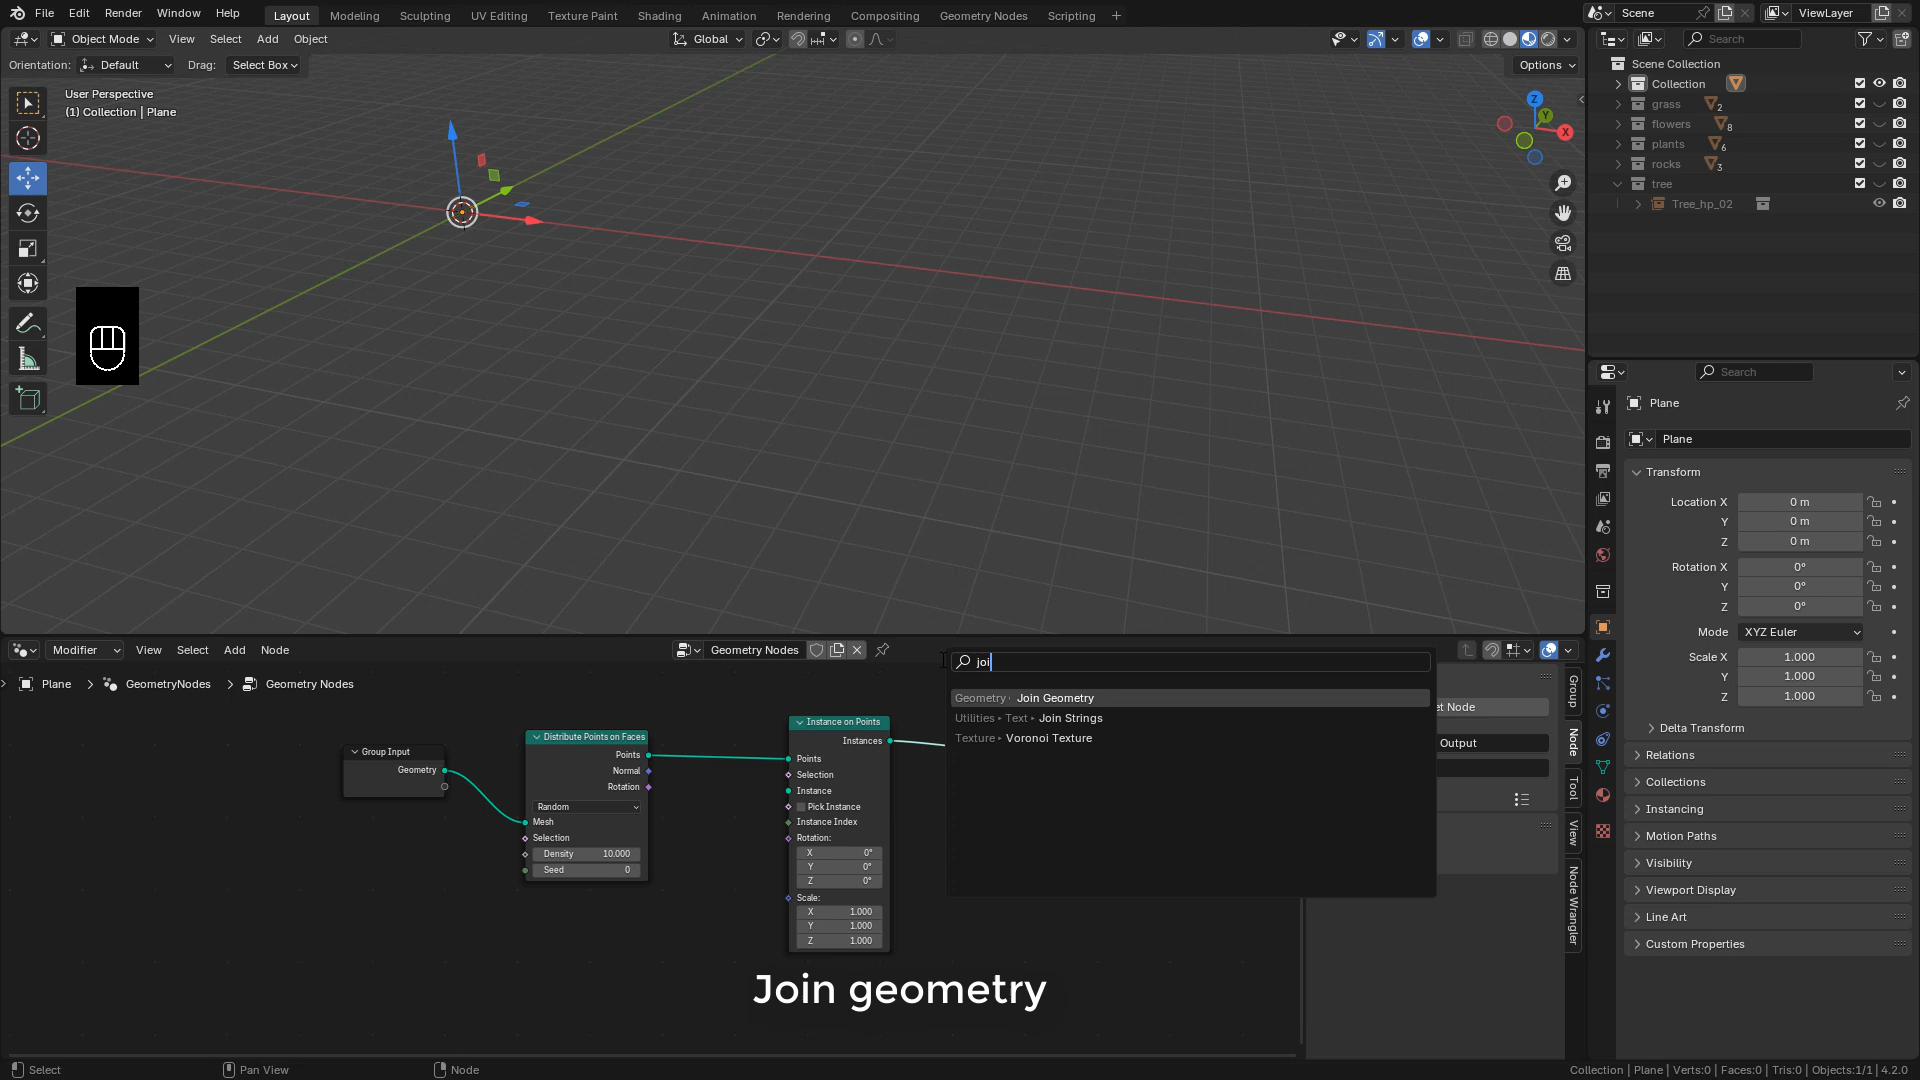 File Edit Render Window Help Layout Modeling Sculpting UV Editing Texture Paint Shading Animation Rendering Compositing Geometry Nodes Scripting + Scene ViewLayer
Object Mode View Select Add Object Global Search
Orientation: Default Drag: Select Box Options
User Perspective
(1) Collection | Plane
Z
Y
X
Scene Collection
Collection
grass 2
flowers 8
plants 6
rocks 3
tree
Tree_hp_02
Search
Plane
Plane
Transform
Location X 0 m
Y 0 m
Z 0 m
Rotation X 0°
Y 0°
Z 0°
Mode XYZ Euler
Scale X 1.000
Y 1.000
Z 1.000
Delta Transform
Relations
Collections
Instancing
Motion Paths
Visibility
Viewport Display
Line Art
Custom Properties
Modifier View Select Add Node Geometry Nodes
Plane GeometryNodes Geometry Nodes
Group Input
Geometry
Distribute Points on Faces
Points
Normal
Rotation
Random
Mesh
Selection
Density 10.000
Seed 0
Instance on Points
Instances
Points
Selection
Instance
Pick Instance
Instance Index
Rotation:
X 0°
Y 0°
Z 0°
Scale:
X 1.000
Y 1.000
Z 1.000
joi
Geometry Join Geometry
Utilities Text Join Strings
Texture Voronoi Texture
Node
Output
Group
Node
Tool
View
Node Wrangler
Join geometry
Select Pan View Node Collection | Plane | Verts:0 | Faces:0 | Tris:0 | Objects:1/1 | 4.2.0